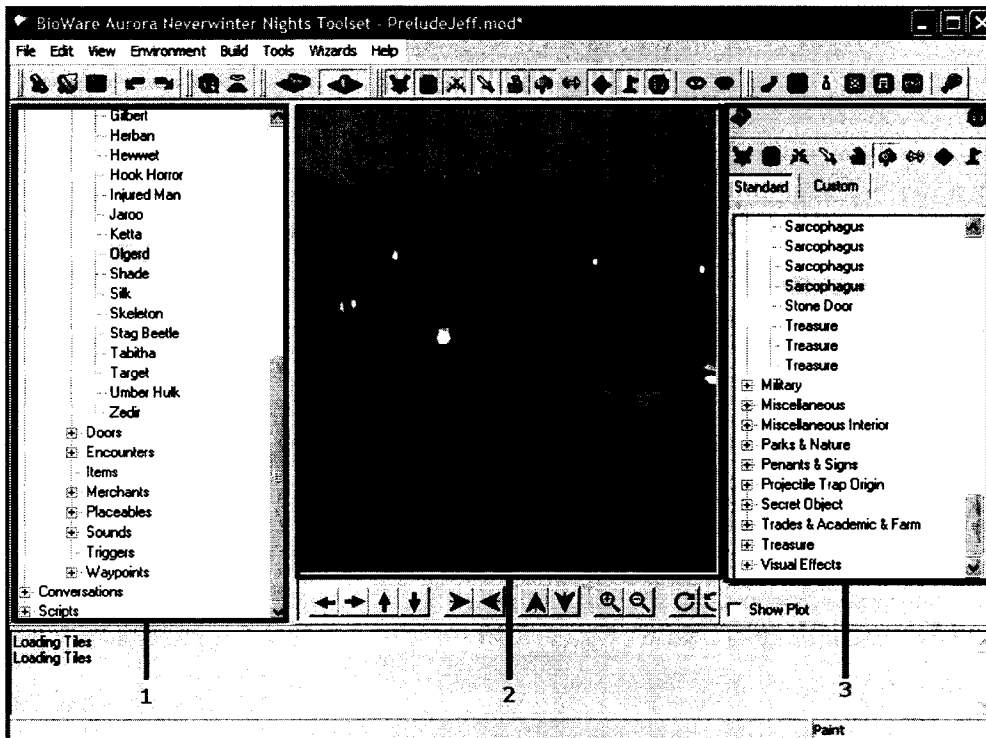 BioWare Aurora Neverwinter Nights Toolset - PreludeJeff.mod*
File Edit View Environment Build Tools Wizards Help
Gilbert
Herban
Hewwet
Hook Horror
Injured Man
Jaroo
Ketta
Olgerd
Shade
Silk
Skeleton
Stag Beetle
Tabitha
Target
Umber Hulk
Zedir
Doors
Encounters
Items
Merchants
Placeables
Sounds
Triggers
Waypoints
Conversations
Scripts
Standard Custom
Sarcophagus
Sarcophagus
Sarcophagus
Sarcophagus
Stone Door
Treasure
Treasure
Treasure
Military
Miscellaneous
Miscellaneous Interior
Parks & Nature
Penants & Signs
Projectile Trap Origin
Secret Object
Trades & Academic & Farm
Treasure
Visual Effects
Show Plot
Loading Tiles
Loading Tiles
1
2
3
Paint